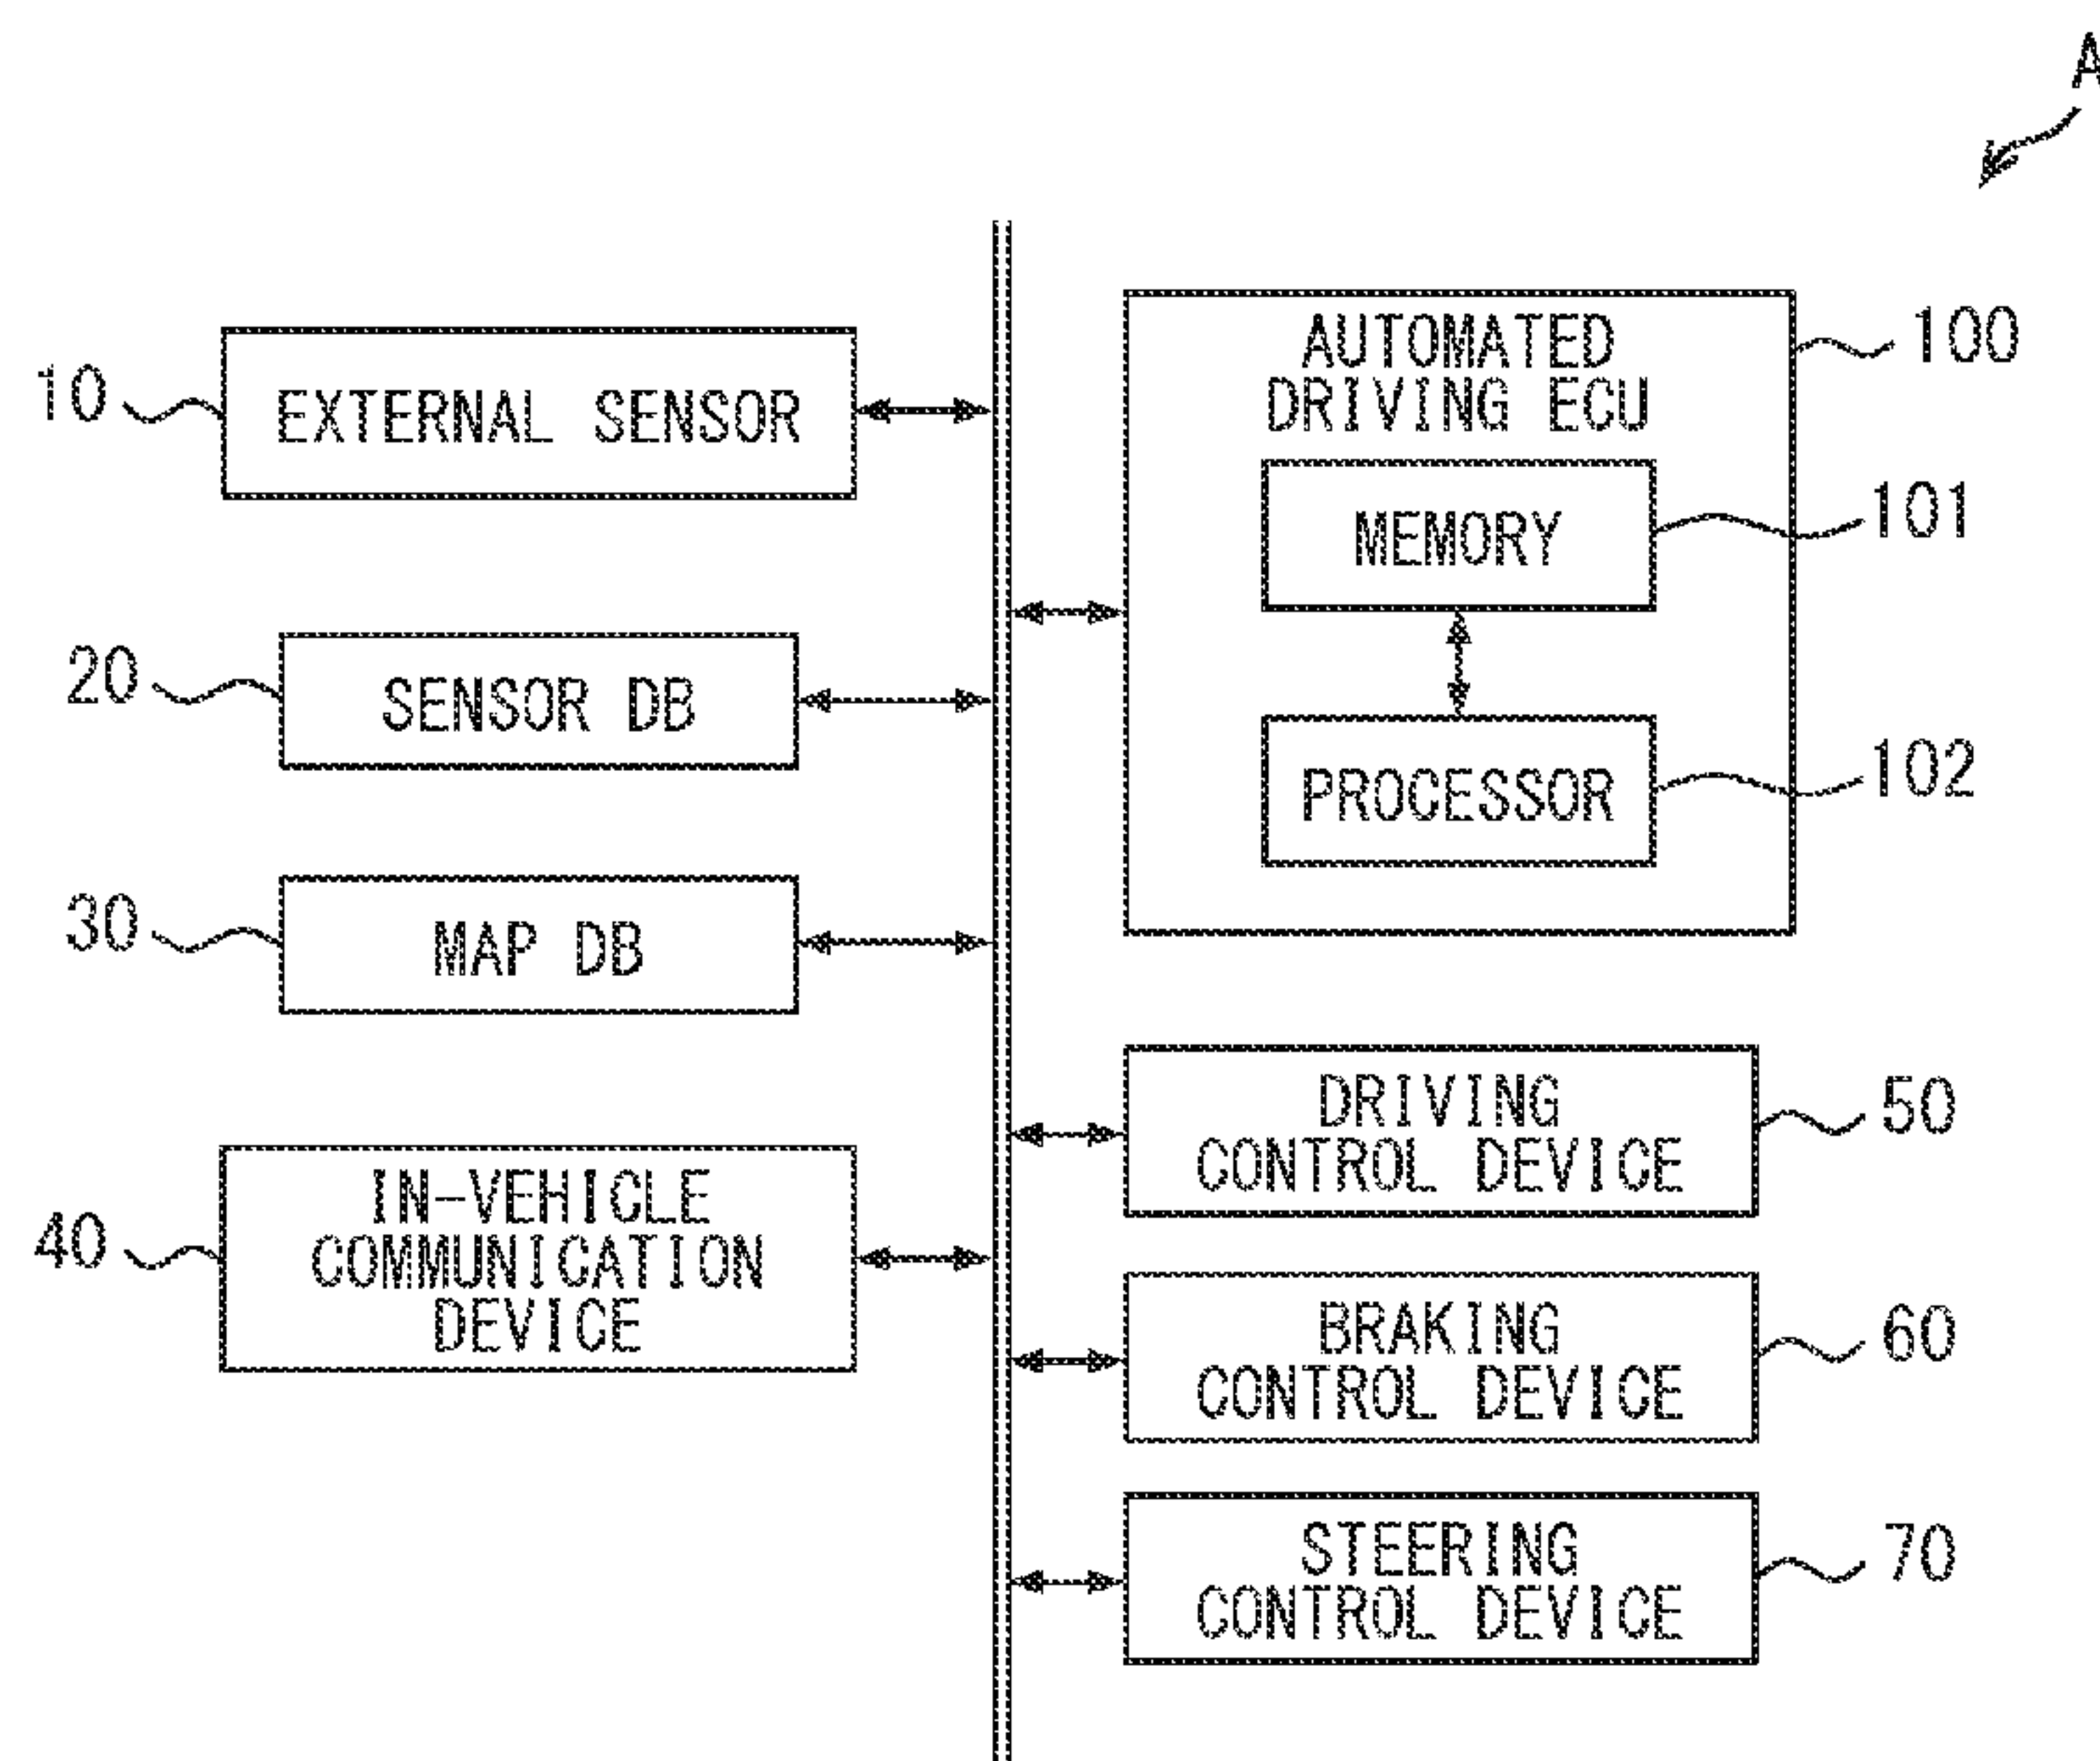 A
10
EXTERNAL SENSOR
20
SENSOR DB
30
MAP DB
40
IN-VEHICLE
COMMUNICATION
DEVICE
AUTOMATED
DRIVING ECU
100
MEMORY
101
PROCESSOR
102
DRIVING
CONTROL DEVICE
50
BRAKING
CONTROL DEVICE
60
STEERING
CONTROL DEVICE
70